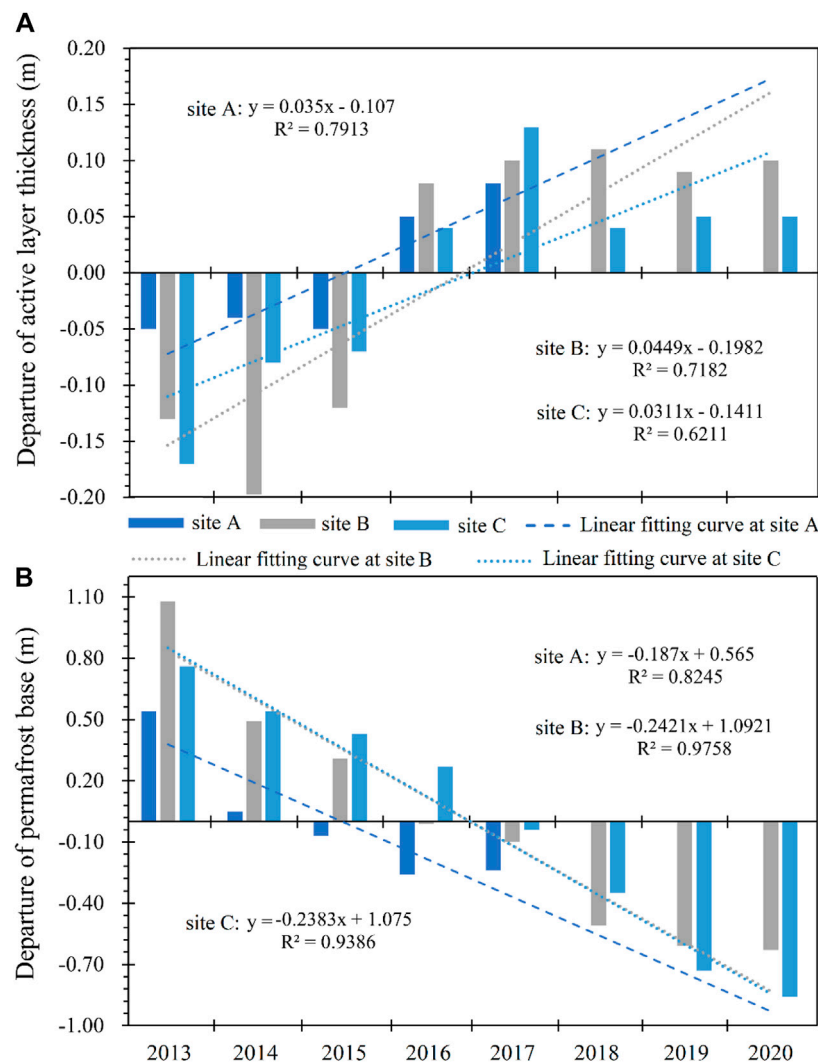 A
Departure of active layer thickness (m)
0.20
0.15
0.10
0.05
0.00
-0.05
-0.10
-0.15
-0.20
site A: y = 0.035x - 0.107
R² = 0.7913
site B: y = 0.0449x - 0.1982
R² = 0.7182
site C: y = 0.0311x - 0.1411
R² = 0.6211
site A site B site C Linear fitting curve at site A
Linear fitting curve at site B Linear fitting curve at site C
B
Departure of permafrost base (m)
1.10
0.80
0.50
0.20
-0.10
-0.40
-0.70
-1.00
site A: y = -0.187x + 0.565
R² = 0.8245
site B: y = -0.2421x + 1.0921
R² = 0.9758
site C: y = -0.2383x + 1.075
R² = 0.9386
2013 2014 2015 2016 2017 2018 2019 2020